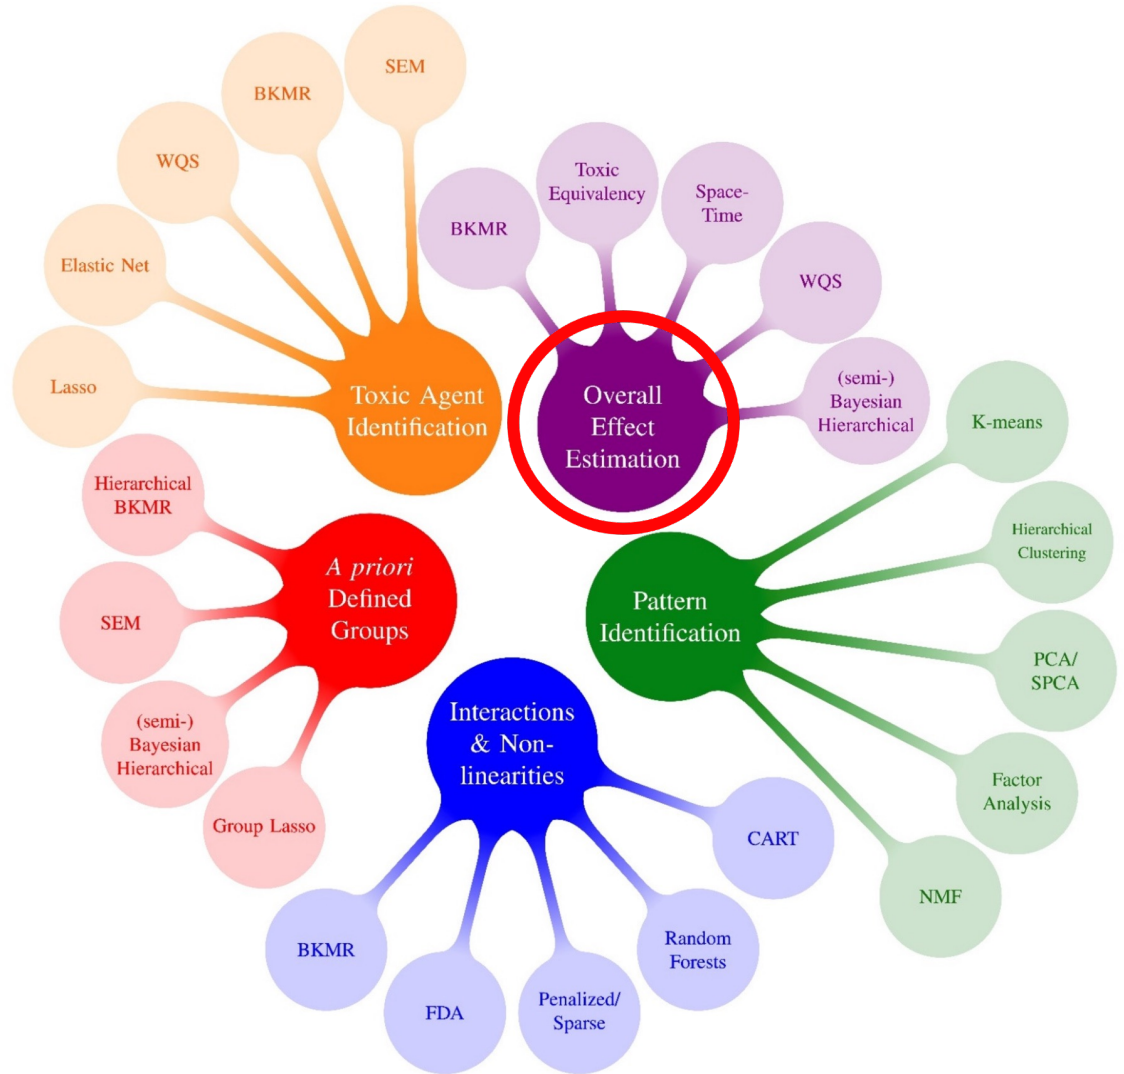 SEM
BKMR
WQS
Elastic Net
Lasso
Toxic Agent
Identification
BKMR
Toxic
Equivalency
Space-
Time
WQS
(semi-)
Bayesian
Hierarchical
Overall
Effect
Estimation
K-means
Hierarchical
Clustering
PCA/
SPCA
Factor
Analysis
NMF
Pattern
Identification
Hierarchical
BKMR
SEM
(semi-)
Bayesian
Hierarchical
Group Lasso
A priori
Defined
Groups
Interactions
& Non-
linearities
BKMR
FDA
Penalized/
Sparse
Random
Forests
CART